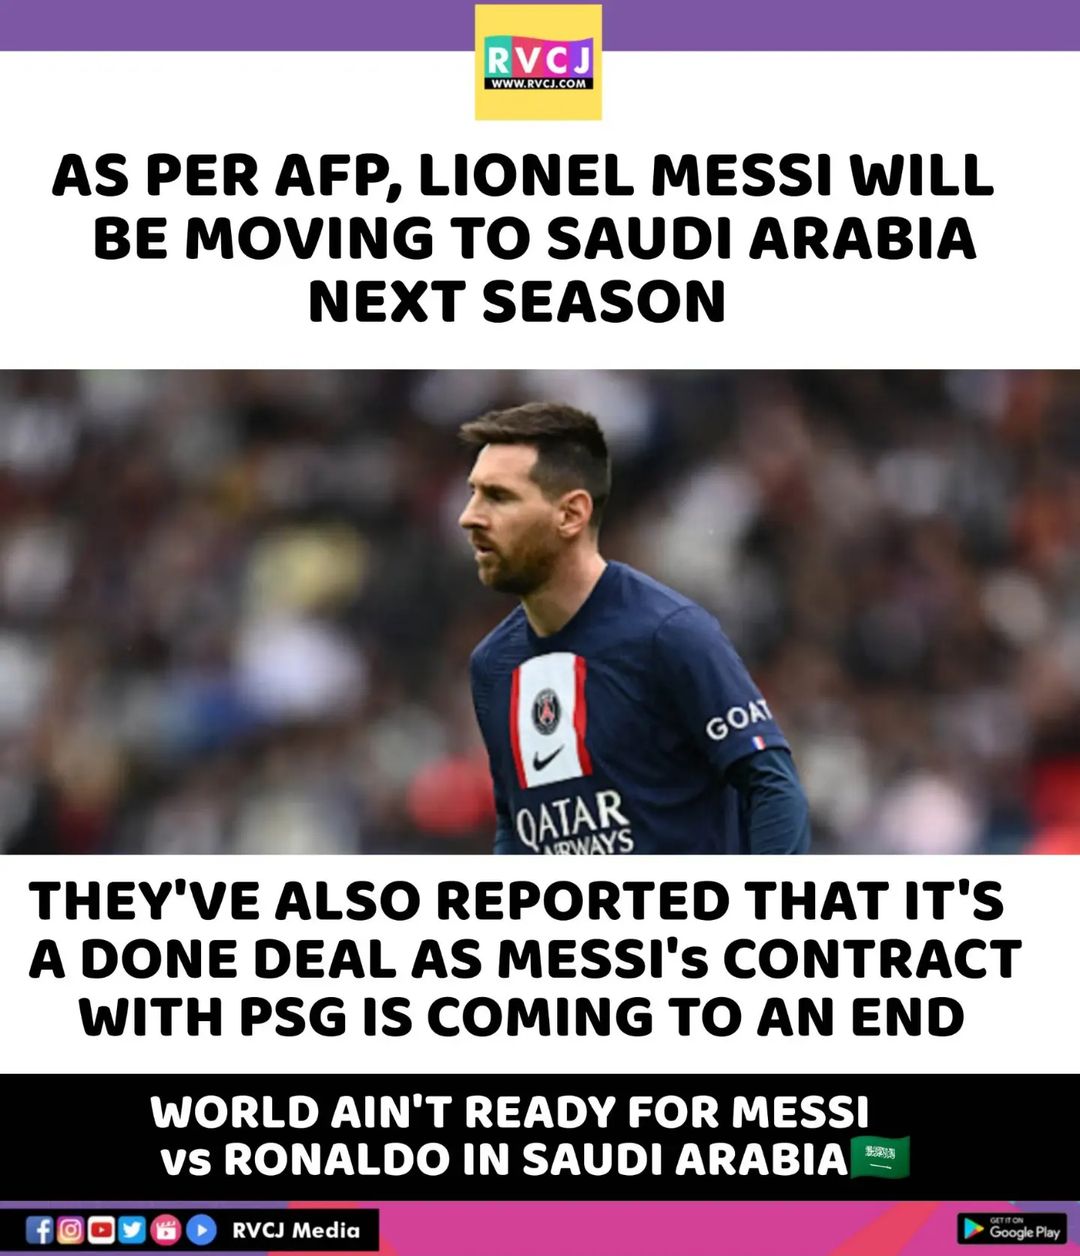 RVCJ
WWW.RVCJ.COM
AS PER AFP, LIONEL MESSI WILL
BE MOVING TO SAUDI ARABIA
NEXT SEASON
GOAT
QATAR
AIRWAYS
THEY'VE ALSO REPORTED THAT IT'S
A DONE DEAL AS MESSI's CONTRACT
WITH PSG IS COMING TO AN END
WORLD AIN'T READY FOR MESSI
vs RONALDO IN SAUDI ARABIA
RVCJ Media
GET IT ON
Google Play